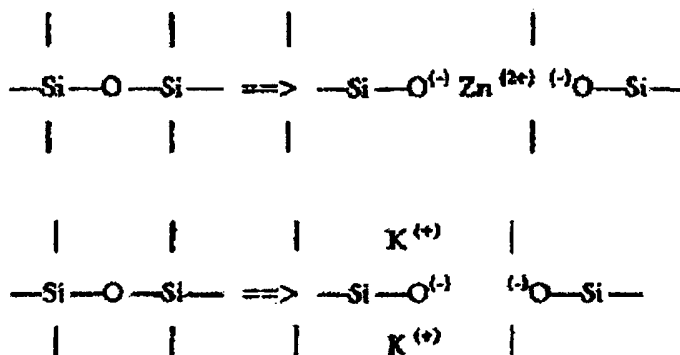 —Si—O—Si— ==> —Si—O(-) Zn(2+) (-)O—Si—
K(+)
—Si—O—Si— ==> —Si—O(-) (-)O—Si—
K(+)